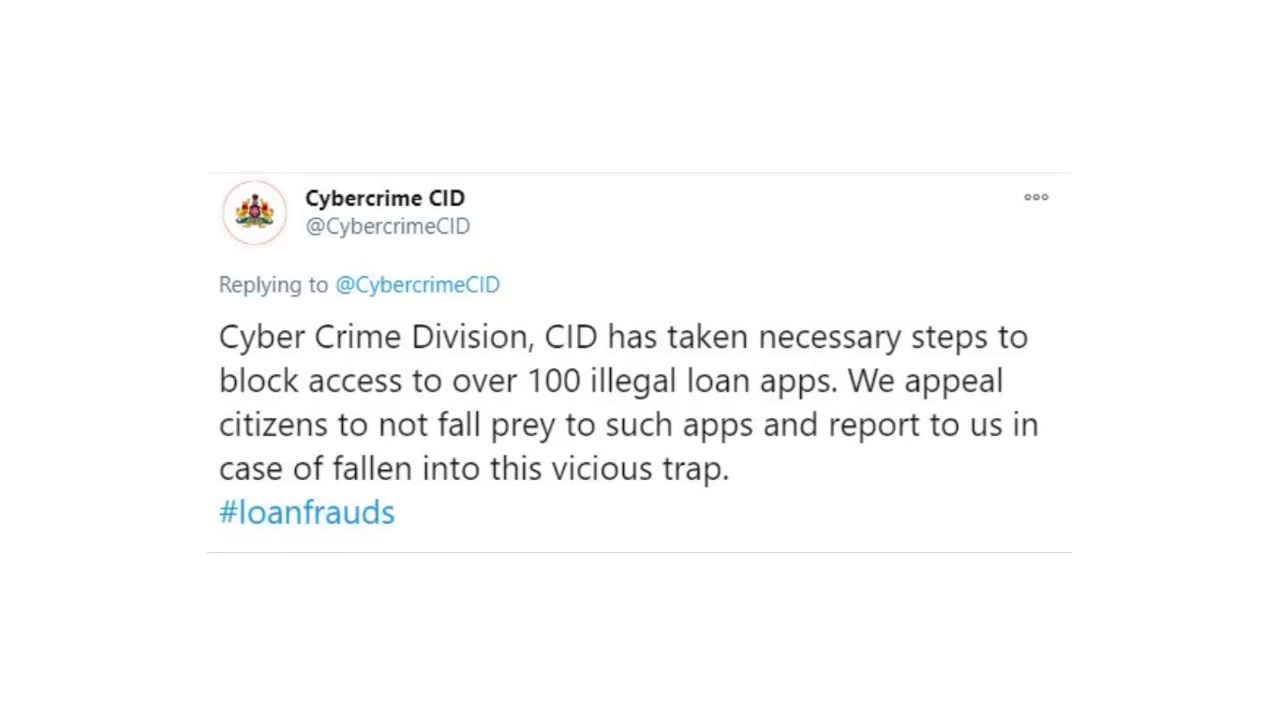 Cybercrime CID
@CybercrimeCID
Replying to @CybercrimeCID
Cyber Crime Division, CID has taken necessary steps to
block access to over 100 illegal loan apps. We appeal
citizens to not fall prey to such apps and report to us in
case of fallen into this vicious trap.
#loanfrauds